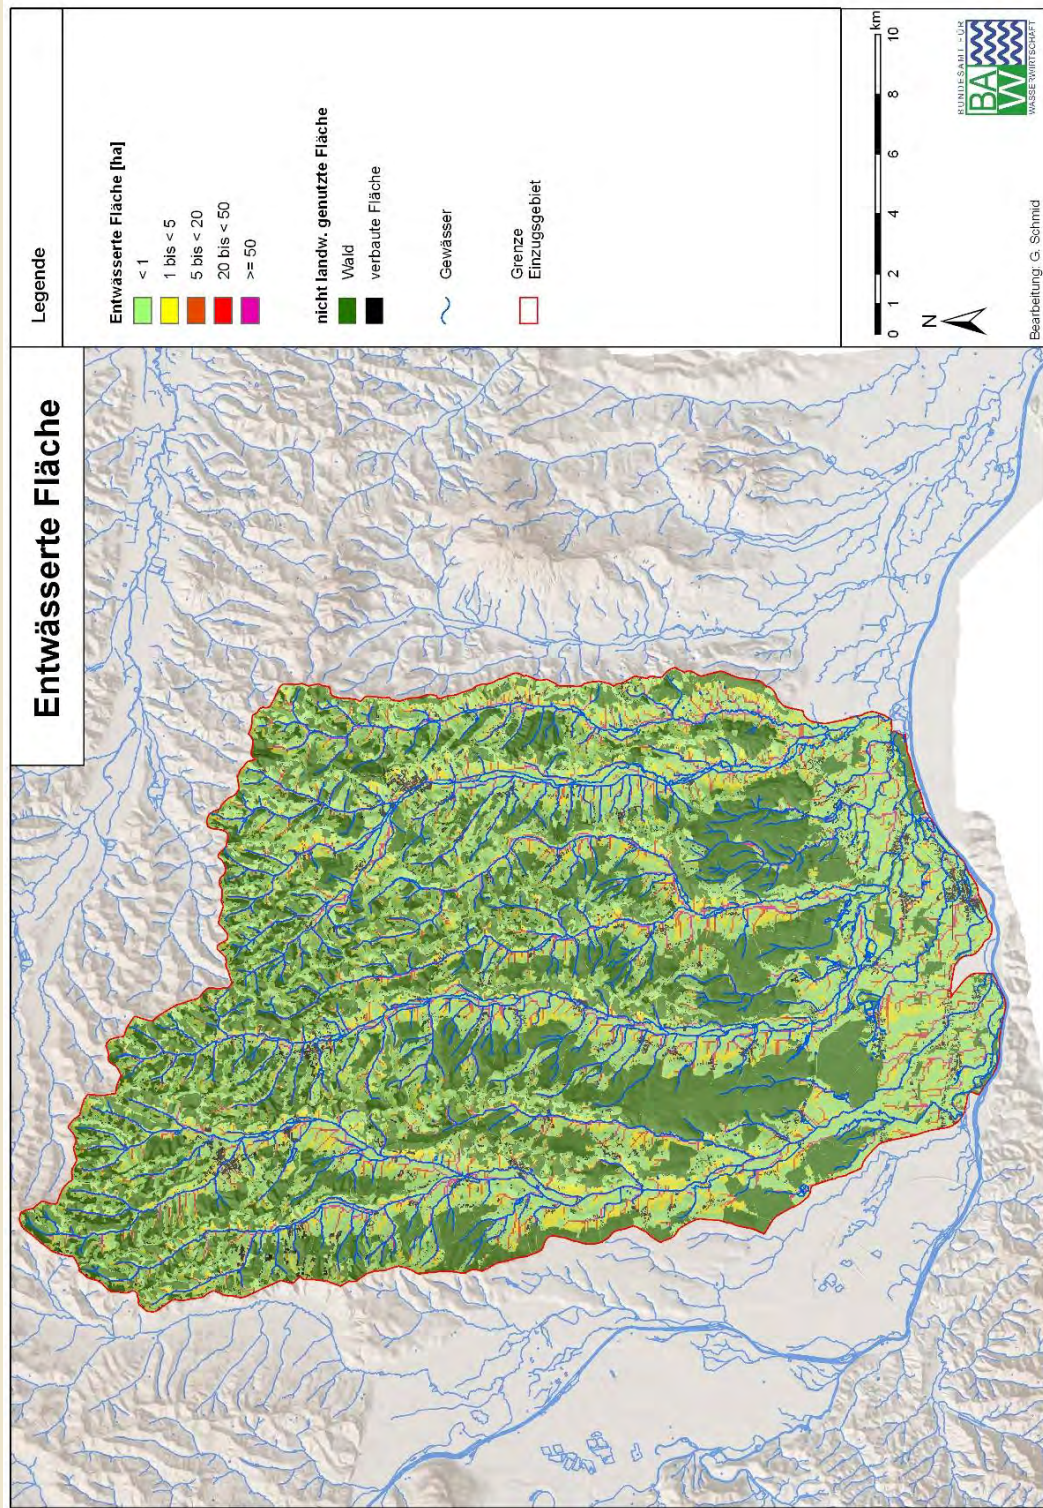 Entwässerte Fläche
Legende
Entwässerte Fläche [ha]
< 1
1 bis < 5
5 bis < 20
20 bis < 50
>= 50
nicht landw. genutzte Fläche
Wald
verbaute Fläche
Gewässer
Grenze
Einzugsgebiet
km
0 1 2 4 6 8 10
N
BUNDESAMT FÜR
BA
W
WASSERWIRTSCHAFT
Bearbeitung: G. Schmid